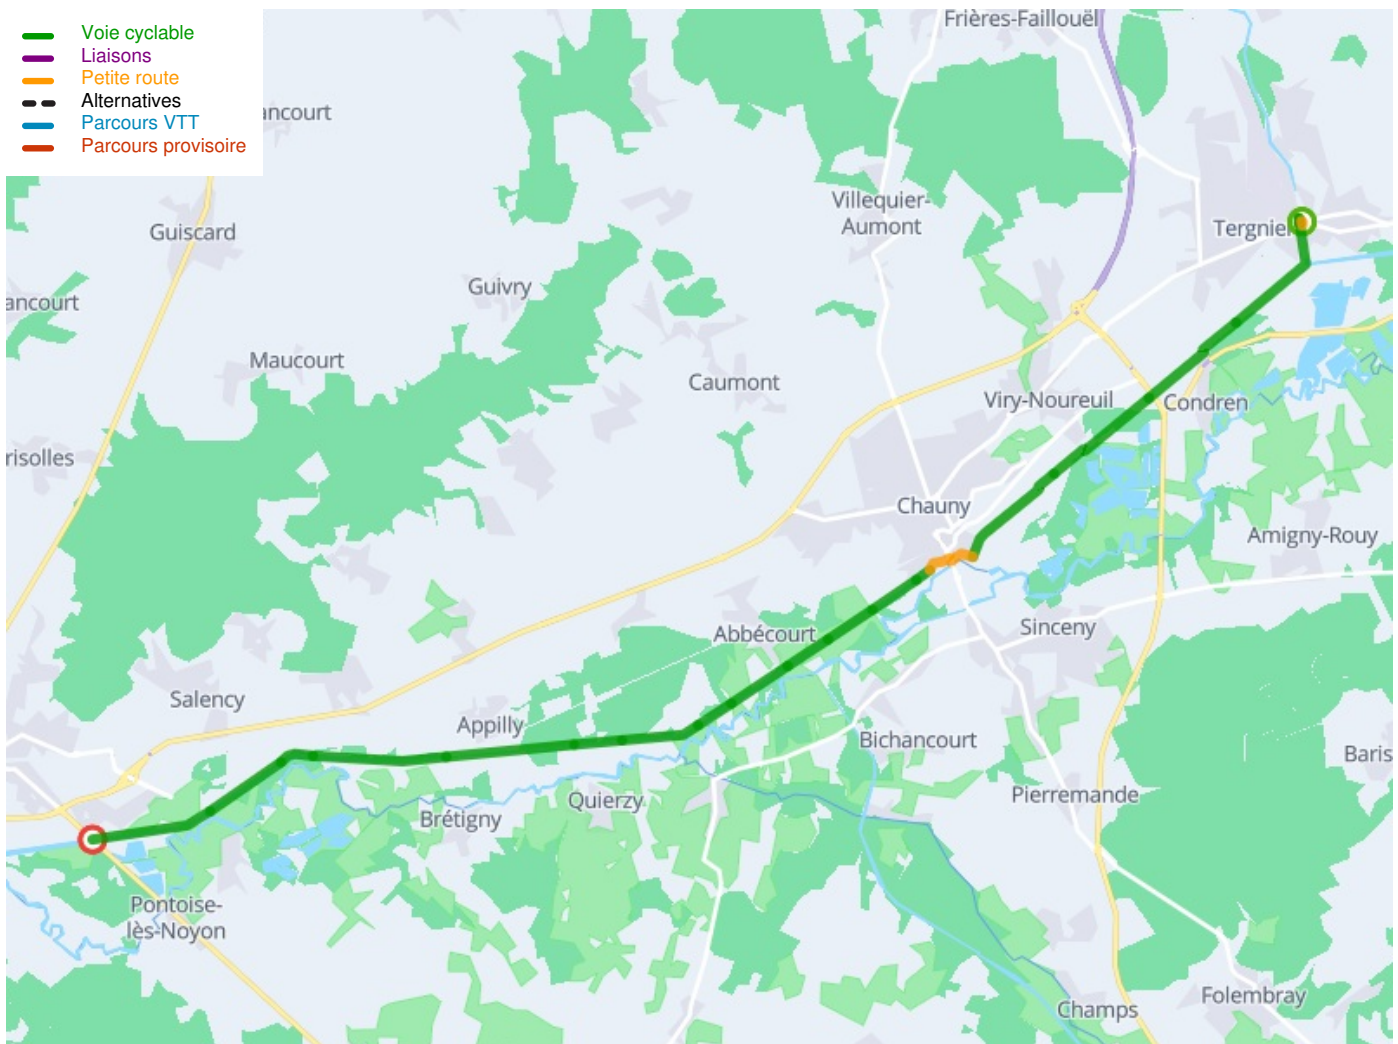 Voie cyclable
Liaisons
Petite route
Alternatives
Parcours VTT
Parcours provisoire
Frières-Faillouël
ancourt
Villequier-
Aumont
Guiscard
Tergnier
Guivry
ancourt
Maucourt
Caumont
Viry-Noureuil
Condren
risolles
Chauny
Amigny-Rouy
Abbécourt
Sinceny
Salency
Appilly
Bichancourt
Baris
Quierzy
Pierremande
Brétigny
Pontoise-
lès-Noyon
Folembray
Champs